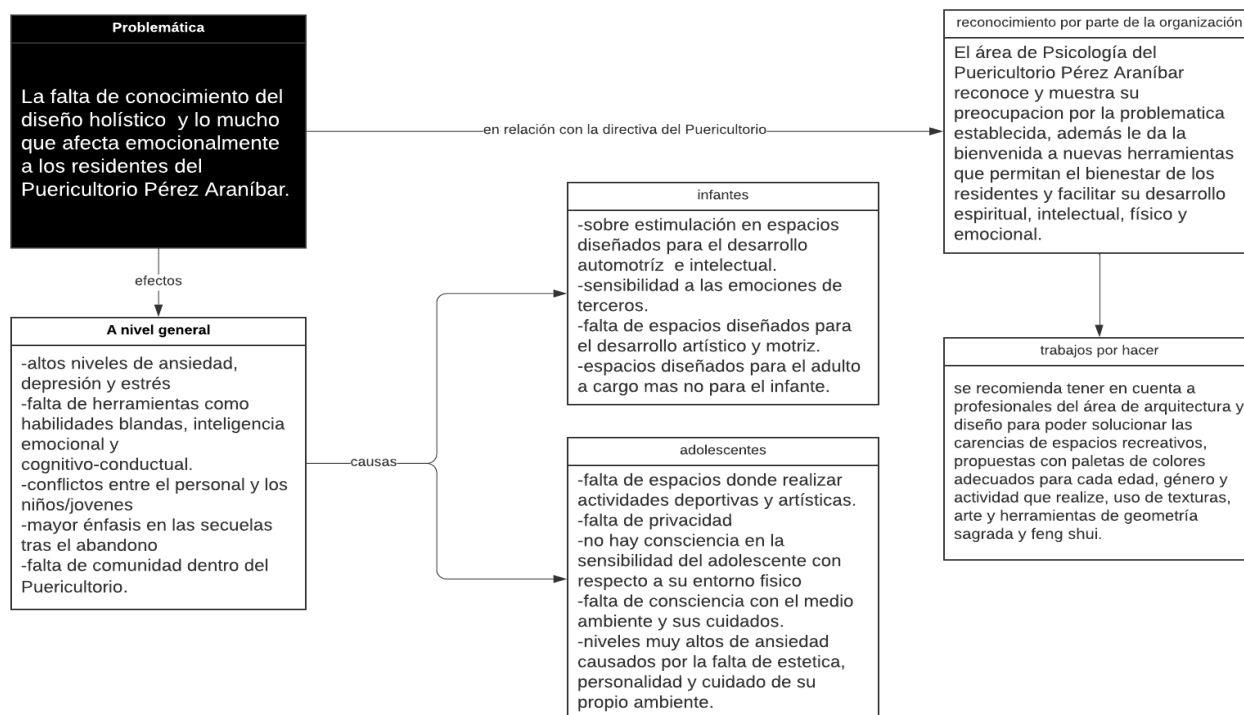 Problemática
La falta de conocimiento del
diseño holístico y lo mucho
que afecta emocionalmente
a los residentes del
Puericultorio Pérez Araníbar.
en relación con la directiva del Puericultorio
reconocimiento por parte de la organización
El área de Psicología del
Puericultorio Pérez Araníbar
reconoce y muestra su
preocupacion por la problematica
establecida, además le da la
bienvenida a nuevas herramientas
que permitan el bienestar de los
residentes y facilitar su desarrollo
espiritual, intelectual, físico y
emocional.
efectos
A nivel general
-altos niveles de ansiedad,
depresión y estrés
-falta de herramientas como
habilidades blandas, inteligencia
emocional y
cognitivo-conductual.
-conflictos entre el personal y los
niños/jovenes
-mayor énfasis en las secuelas
tras el abandono
-falta de comunidad dentro del
Puericultorio.
causas
infantes
-sobre estimulación en espacios
diseñados para el desarrollo
automotríz e intelectual.
-sensibilidad a las emociones de
terceros.
-falta de espacios diseñados para
el desarrollo artístico y motriz.
-espacios diseñados para el adulto
a cargo mas no para el infante.
adolescentes
-falta de espacios donde realizar
actividades deportivas y artísticas.
-falta de privacidad
-no hay consciencia en la
sensibilidad del adolescente con
respecto a su entorno fisico
-falta de consciencia con el medio
ambiente y sus cuidados.
-niveles muy altos de ansiedad
causados por la falta de estetica,
personalidad y cuidado de su
propio ambiente.
trabajos por hacer
se recomienda tener en cuenta a
profesionales del área de arquitectura y
diseño para poder solucionar las
carencias de espacios recreativos,
propuestas con paletas de colores
adecuados para cada edad, género y
actividad que realize, uso de texturas,
arte y herramientas de geometría
sagrada y feng shui.